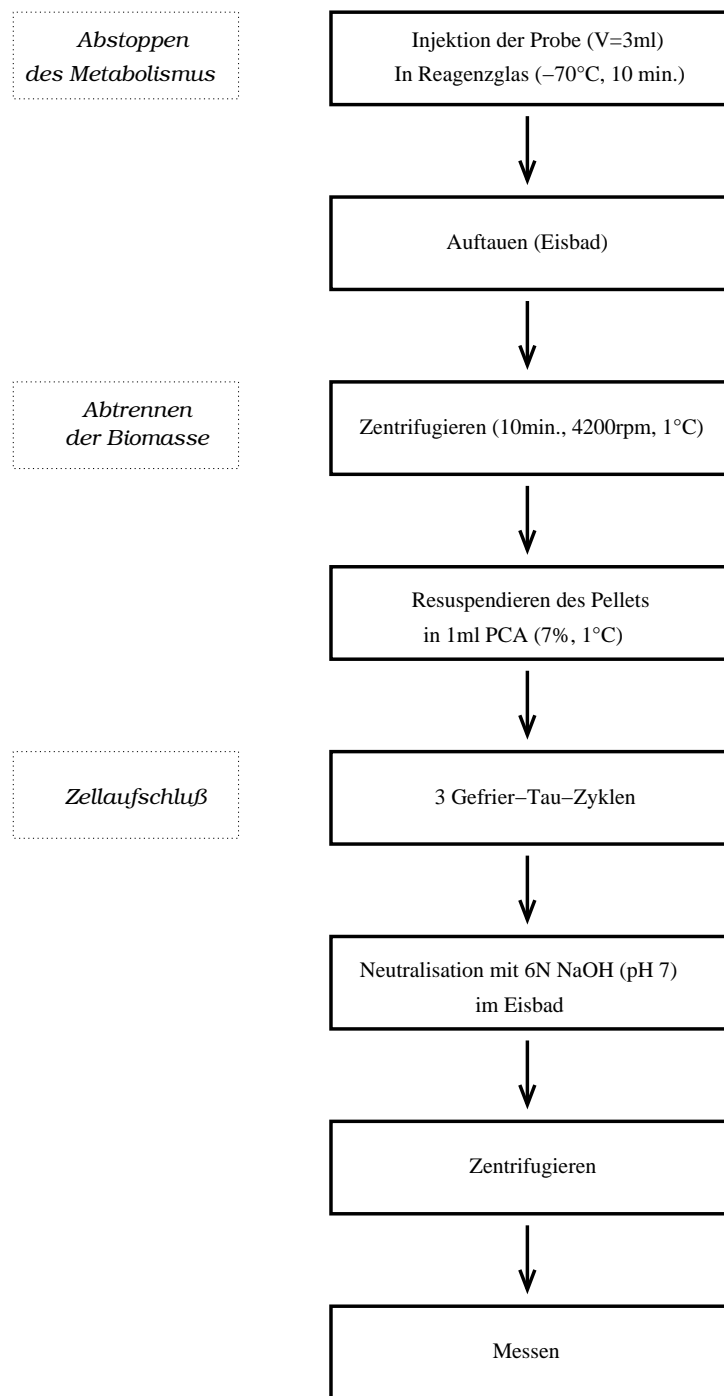 Abstoppen
des Metabolismus
Injektion der Probe (V=3ml)
In Reagenzglas (–70°C, 10 min.)
Auftauen (Eisbad)
Abtrennen
der Biomasse
Zentrifugieren (10min., 4200rpm, 1°C)
Resuspendieren des Pellets
in 1ml PCA (7%, 1°C)
Zellaufschluß
3 Gefrier–Tau–Zyklen
Neutralisation mit 6N NaOH (pH 7)
im Eisbad
Zentrifugieren
Messen